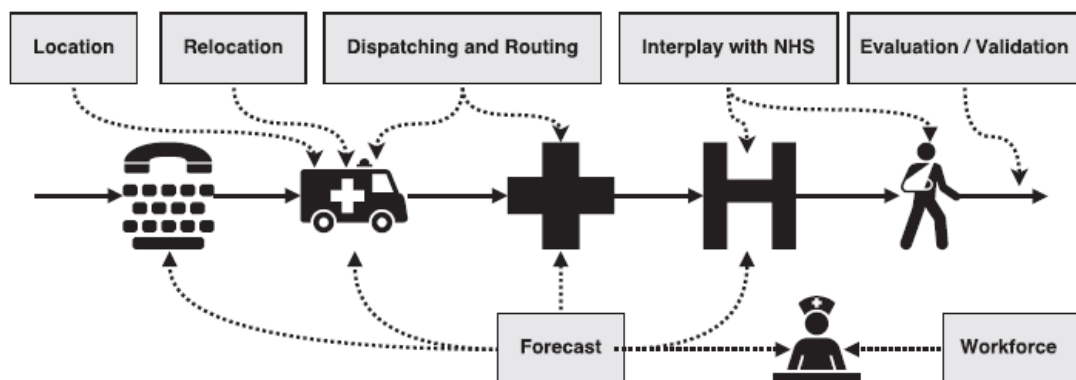 Location
Relocation
Dispatching and Routing
Interplay with NHS
Evaluation / Validation
Forecast
Workforce